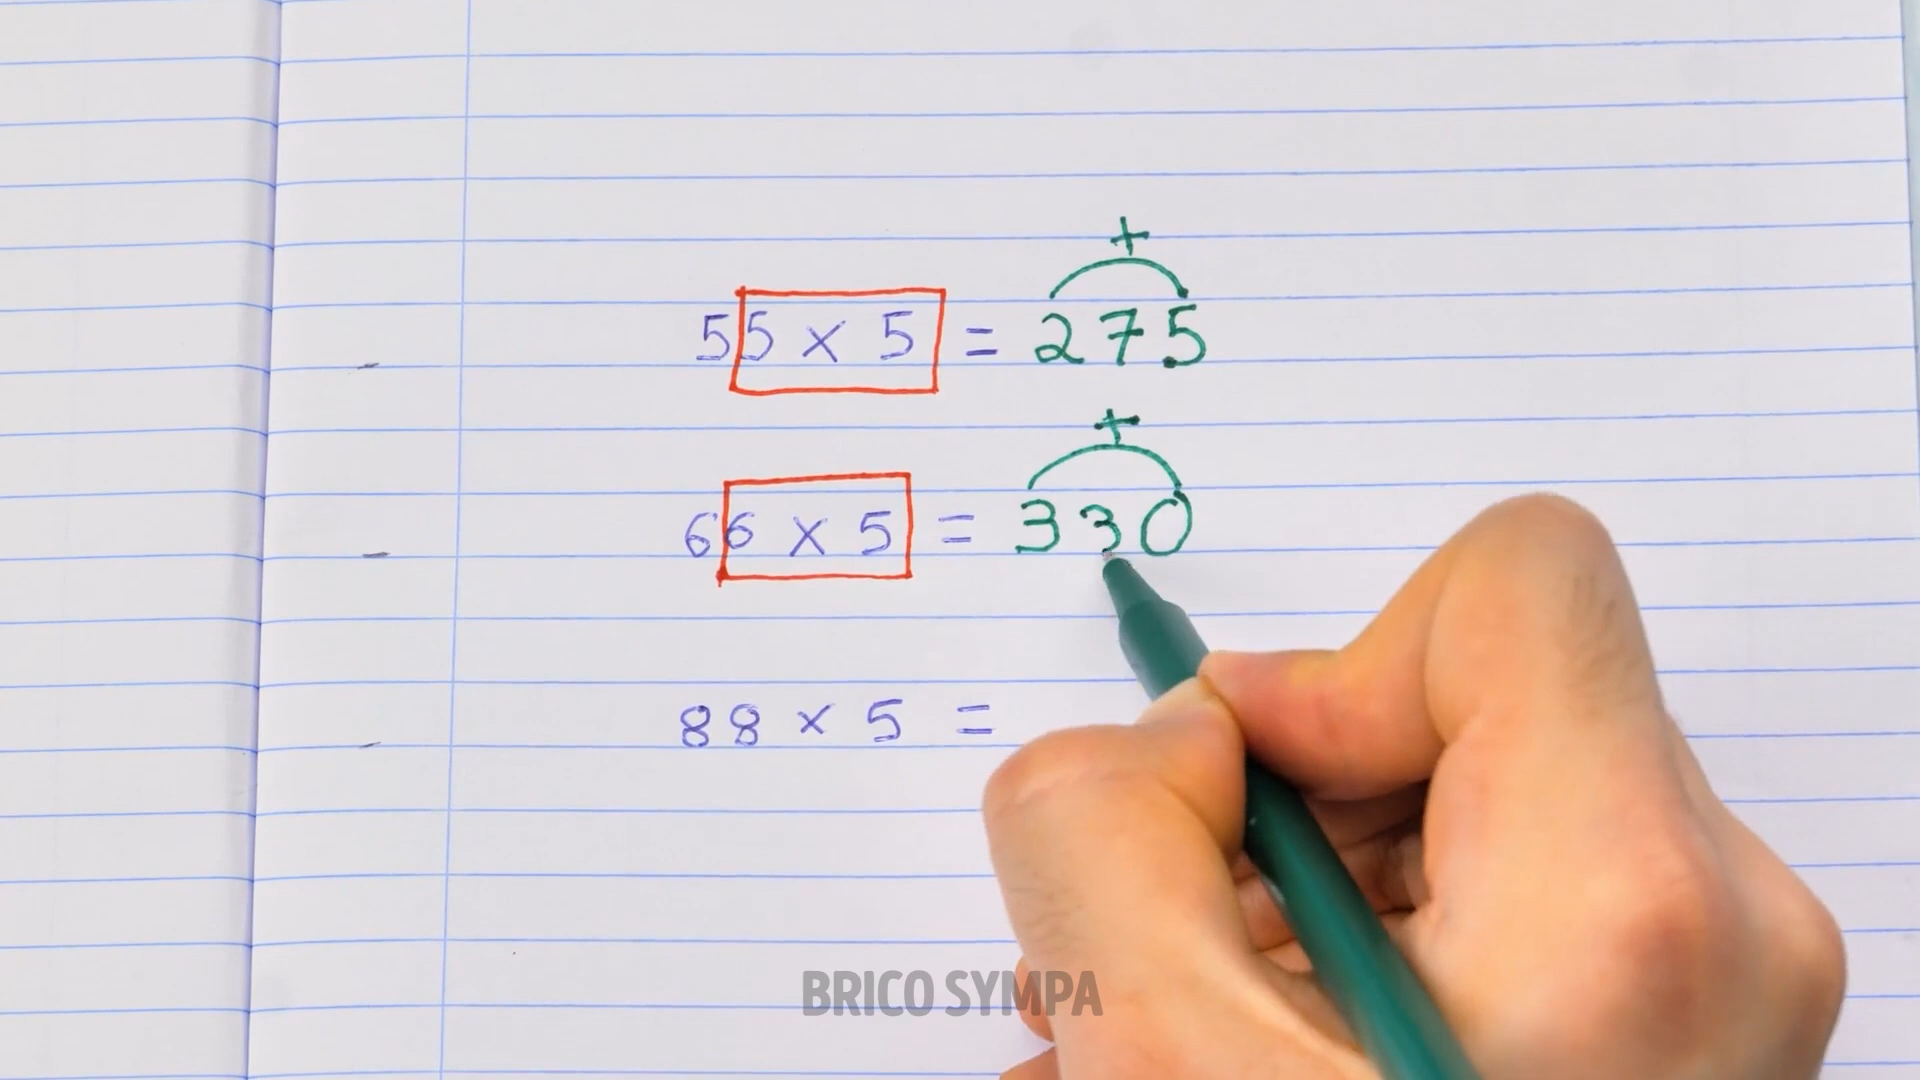 +
55 x 5 = 275
+
66 x 5 = 330
88 x 5 =
BRICO SYMPA